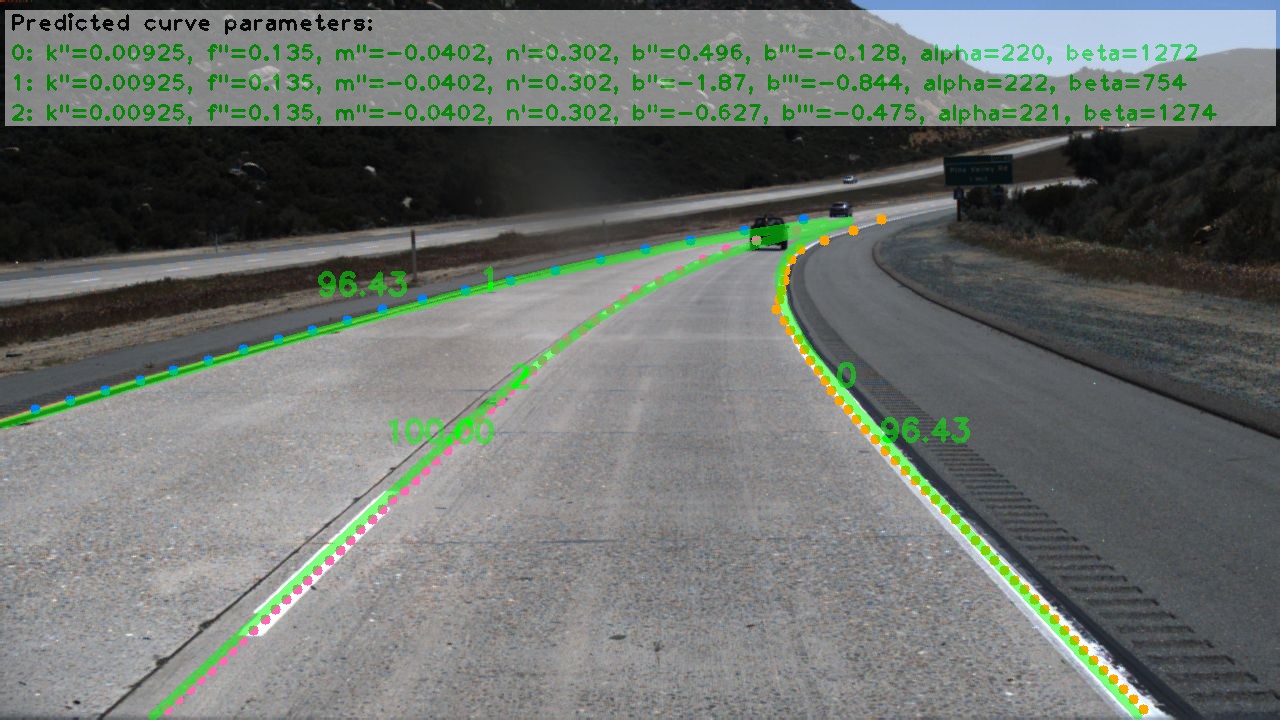 Predicted curve parameters:
0: k''=0.00925, f''=0.135, m''=-0.0402, n'=0.302, b''=0.496, b'''=-0.128, alpha=220, beta=1272
1: k''=0.00925, f''=0.135, m''=-0.0402, n'=0.302, b''=-1.87, b'''=-0.844, alpha=222, beta=754
2: k''=0.00925, f''=0.135, m''=-0.0402, n'=0.302, b''=-0.627, b'''=-0.475, alpha=221, beta=1274
Pine Valley Rd
1
96.43
2
0
100.00
96.43